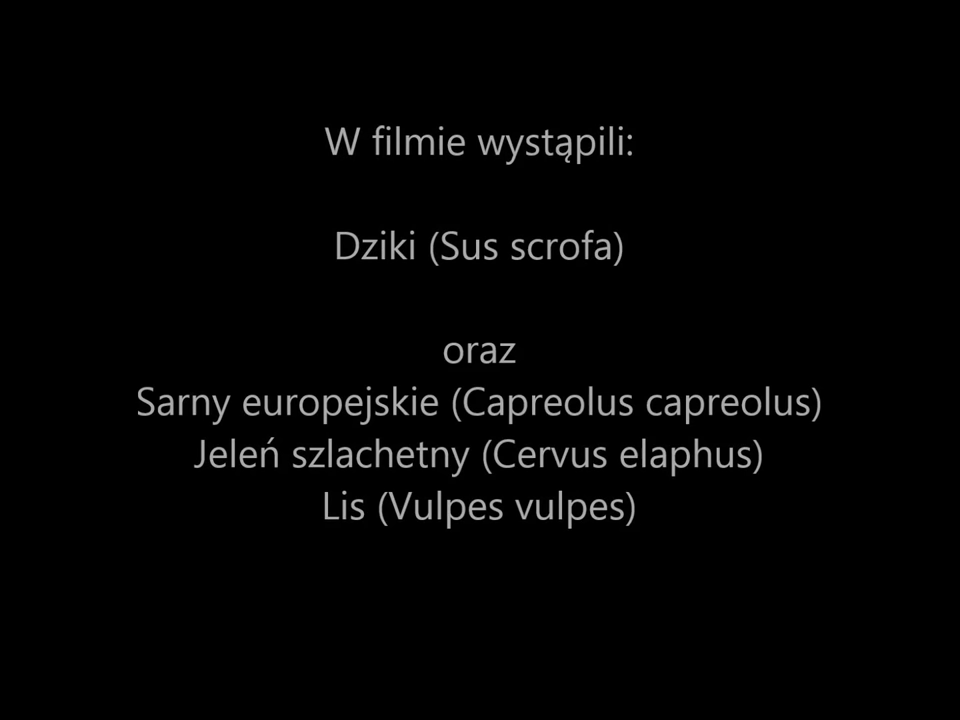 W filmie wystąpili:
Dziki (Sus scrofa)
oraz
Sarny europejskie (Capreolus capreolus)
Jeleń szlachetny (Cervus elaphus)
Lis (Vulpes vulpes)